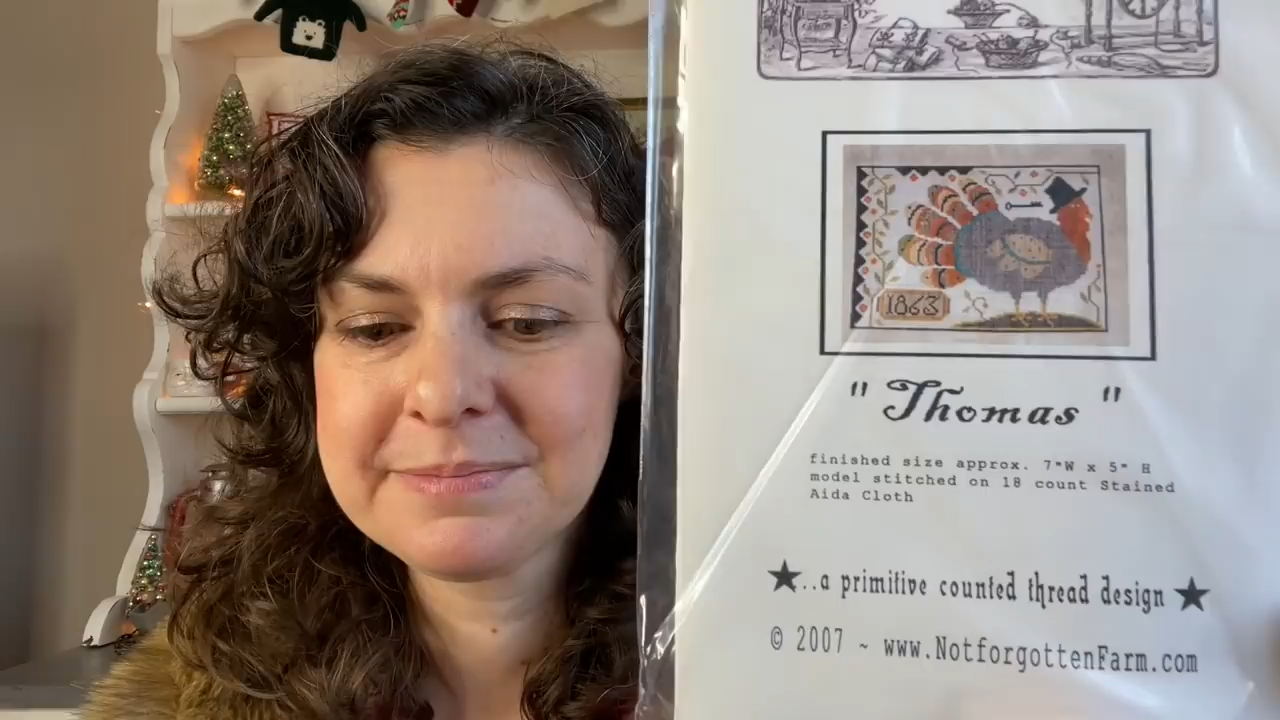 1863
" Thomas "
finished size approx. 7"W x 5" H
model stitched on 18 count Stained
Aida Cloth
★..a primitive counted thread design ★
© 2007 ~ www.NotforgottenFarm.com